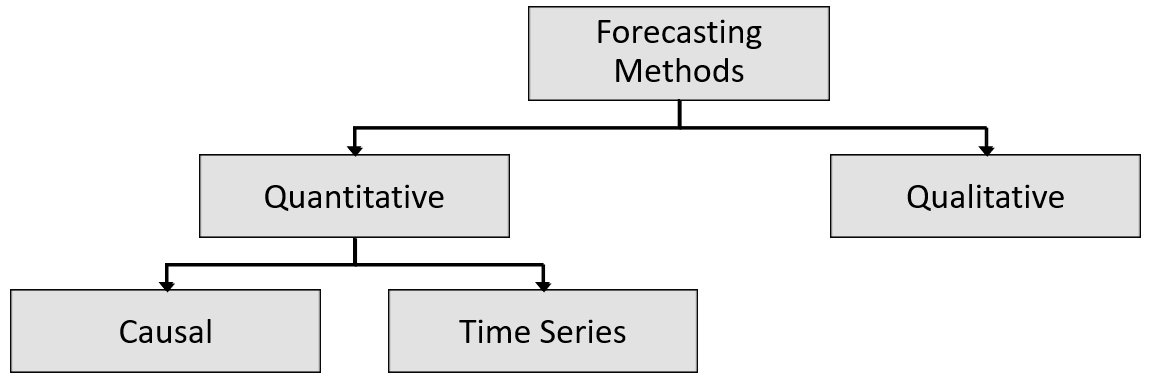 Forecasting
Methods
Quantitative
Qualitative
Causal
Time Series